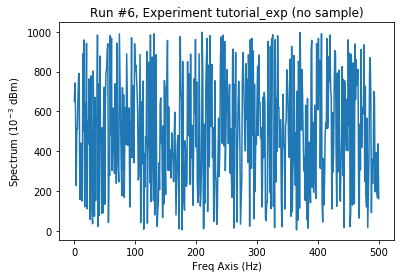 Run #6, Experiment tutorial_exp (no sample)
1000
800
600
400
200
0
Spectrum (10⁻³ dBm)
0 100 200 300 400 500
Freq Axis (Hz)